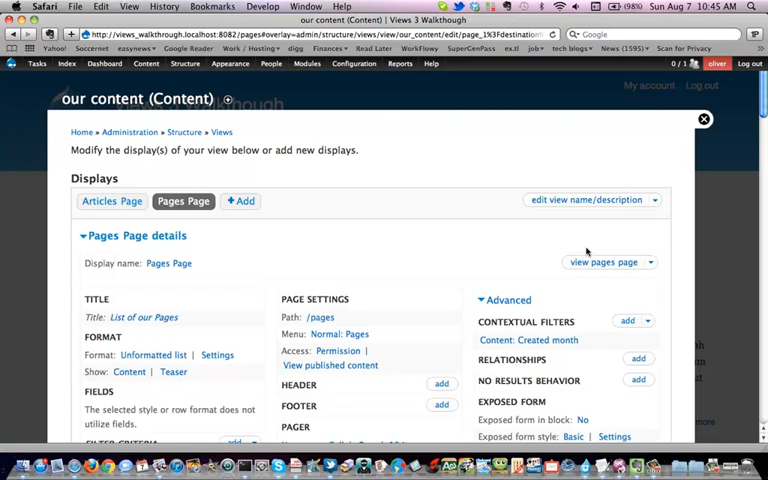 Safari File Edit View History Bookmarks Develop Window Help (98%) Sun Aug 7 10:45 AM
our content (Content) | Views 3 Walkthough
http://views_walkthrough.localhost:8082/pages#overlay=admin/structure/views/view/our_content/edit/page_1%3Fdestination Google
Yahoo! Soccernet easynews Google Reader Work / Hosting digg Finances Read Later WorkFlowy SuperGenPass ex.tl job tech blogs News (1595) Scan for Privacy
Tasks Index Dashboard Content Structure Appearance People Modules Configuration Reports Help 0 / 1 oliver Log out
My account Log out
our content (Content)
Home » Administration » Structure » Views
Modify the display(s) of your view below or add new displays.
Displays
Articles Page Pages Page Add edit view name/description
Pages Page details
Display name: Pages Page view pages page
TITLE PAGE SETTINGS Advanced
Title: List of our Pages Path: /pages CONTEXTUAL FILTERS add
FORMAT Menu: Normal: Pages Content: Created month
Format: Unformatted list | Settings Access: Permission | RELATIONSHIPS add
Show: Content | Teaser View published content NO RESULTS BEHAVIOR add
FIELDS HEADER add EXPOSED FORM
The selected style or row format does not FOOTER add Exposed form in block: No
utilize fields. PAGER Exposed form style: Basic | Settings
FILTER CRITERIA add